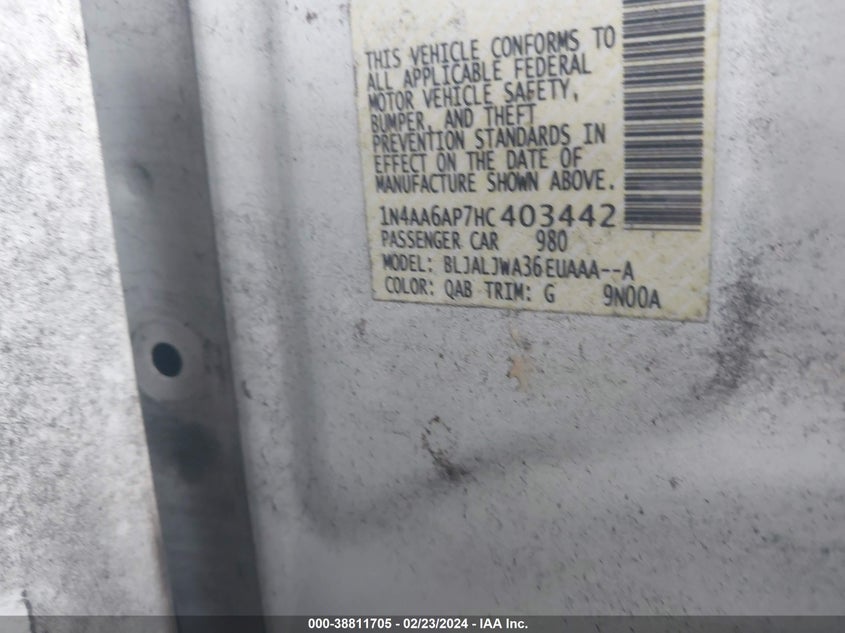 THIS VEHICLE CONFORMS TO
ALL APPLICABLE FEDERAL
MOTOR VEHICLE SAFETY,
BUMPER, AND THEFT
PREVENTION STANDARDS IN
EFFECT ON THE DATE OF
MANUFACTURE SHOWN ABOVE.
1N4AA6AP7HC403442
PASSENGER CAR 980
MODEL: BLJALJWA36EUAAA--A
COLOR: QAB TRIM: G 9N00A
000-38811705 - 02/23/2024 - IAA Inc.